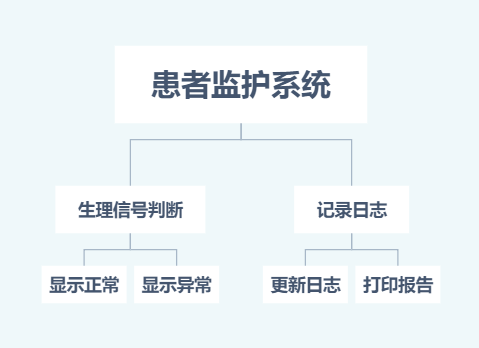 患者监护系统
生理信号判断
记录日志
显示正常
显示异常
更新日志
打印报告